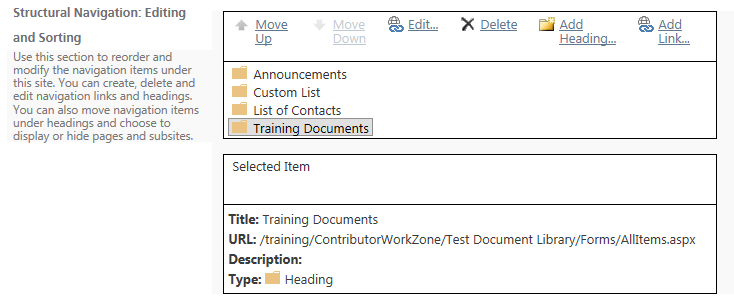 Structural Navigation: Editing
and Sorting
Use this section to reorder and
modify the navigation items under
this site. You can create, delete and
edit navigation links and headings.
You can also move navigation items
under headings and choose to
display or hide pages and subsites.
Move Up
Move Down
Edit...
Delete
Add Heading...
Add Link...
Announcements
Custom List
List of Contacts
Training Documents
Selected Item
Title: Training Documents
URL: /training/ContributorWorkZone/Test Document Library/Forms/AllItems.aspx
Description:
Type: Heading